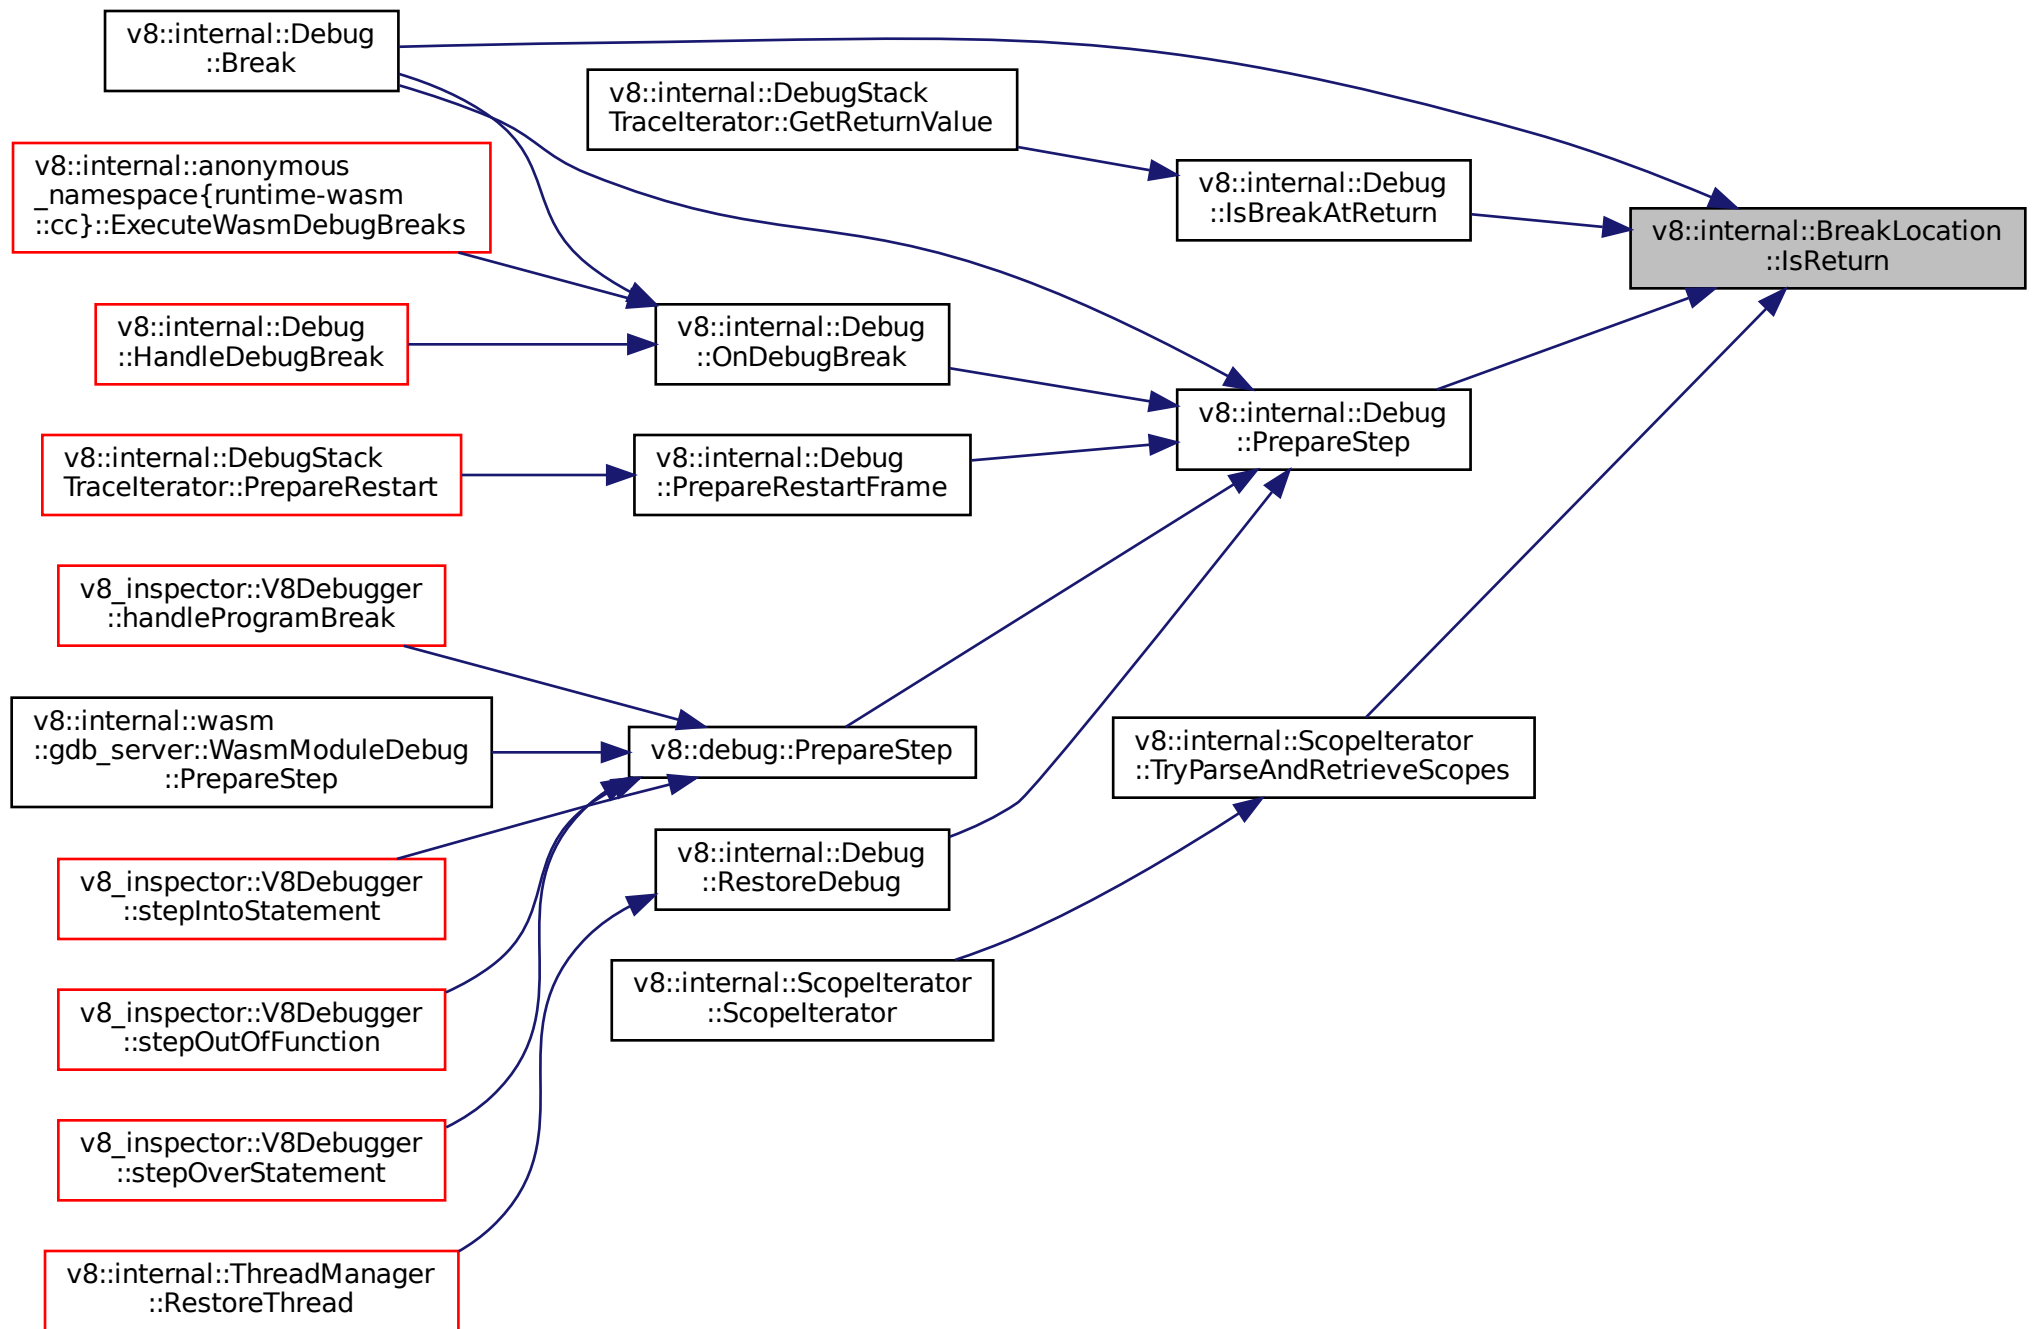 v8::internal::Debug
::Break
v8::internal::DebugStack
TraceIterator::GetReturnValue
v8::internal::anonymous
_namespace{runtime-wasm
::cc}::ExecuteWasmDebugBreaks
v8::internal::Debug
::IsBreakAtReturn
v8::internal::BreakLocation
::IsReturn
v8::internal::Debug
::HandleDebugBreak
v8::internal::Debug
::OnDebugBreak
v8::internal::Debug
::PrepareStep
v8::internal::DebugStack
TraceIterator::PrepareRestart
v8::internal::Debug
::PrepareRestartFrame
v8_inspector::V8Debugger
::handleProgramBreak
v8::internal::wasm
::gdb_server::WasmModuleDebug
::PrepareStep
v8::debug::PrepareStep
v8::internal::ScopeIterator
::TryParseAndRetrieveScopes
v8_inspector::V8Debugger
::stepIntoStatement
v8::internal::Debug
::RestoreDebug
v8_inspector::V8Debugger
::stepOutOfFunction
v8::internal::ScopeIterator
::ScopeIterator
v8_inspector::V8Debugger
::stepOverStatement
v8::internal::ThreadManager
::RestoreThread